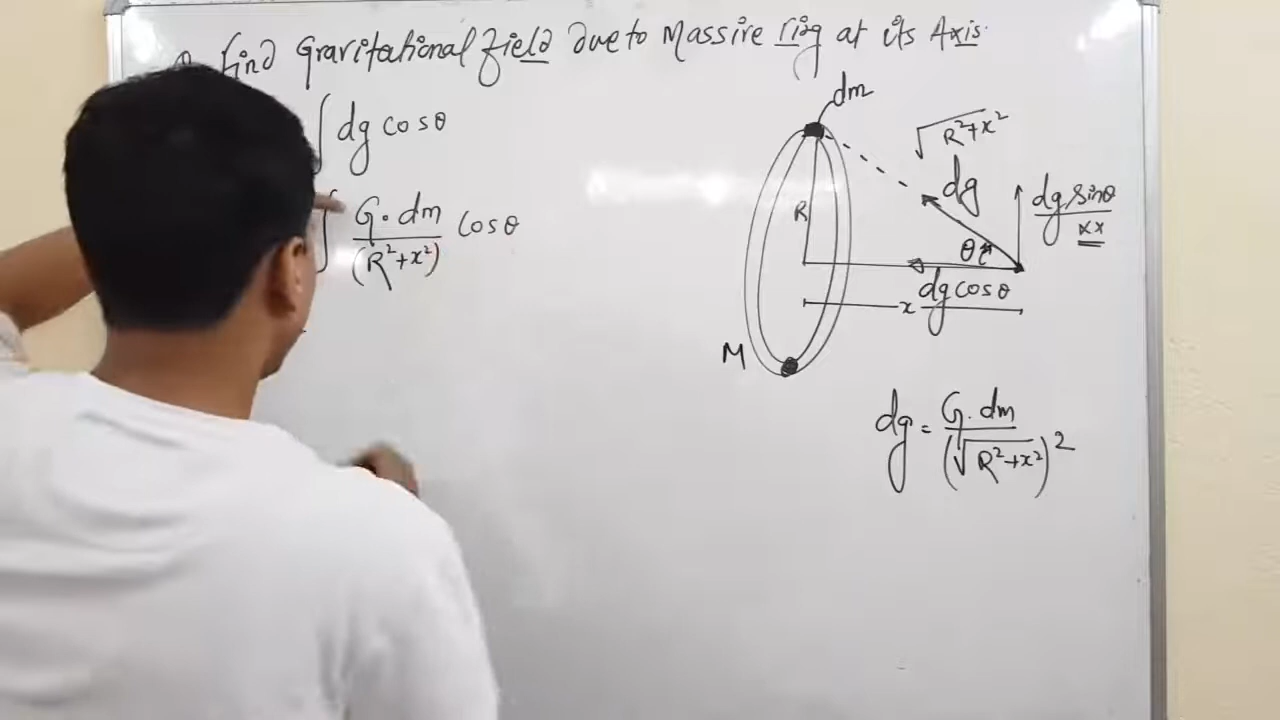 Find Gravitational field due to Massive ring at its Axis.
∫ dg cosθ
∫ G. dm / (R²+x²) cosθ
dm
√R²+x²
dg
dg sinθ
xx
R
θ
dg cosθ
x
M
dg = G. dm / (√R²+x²)²